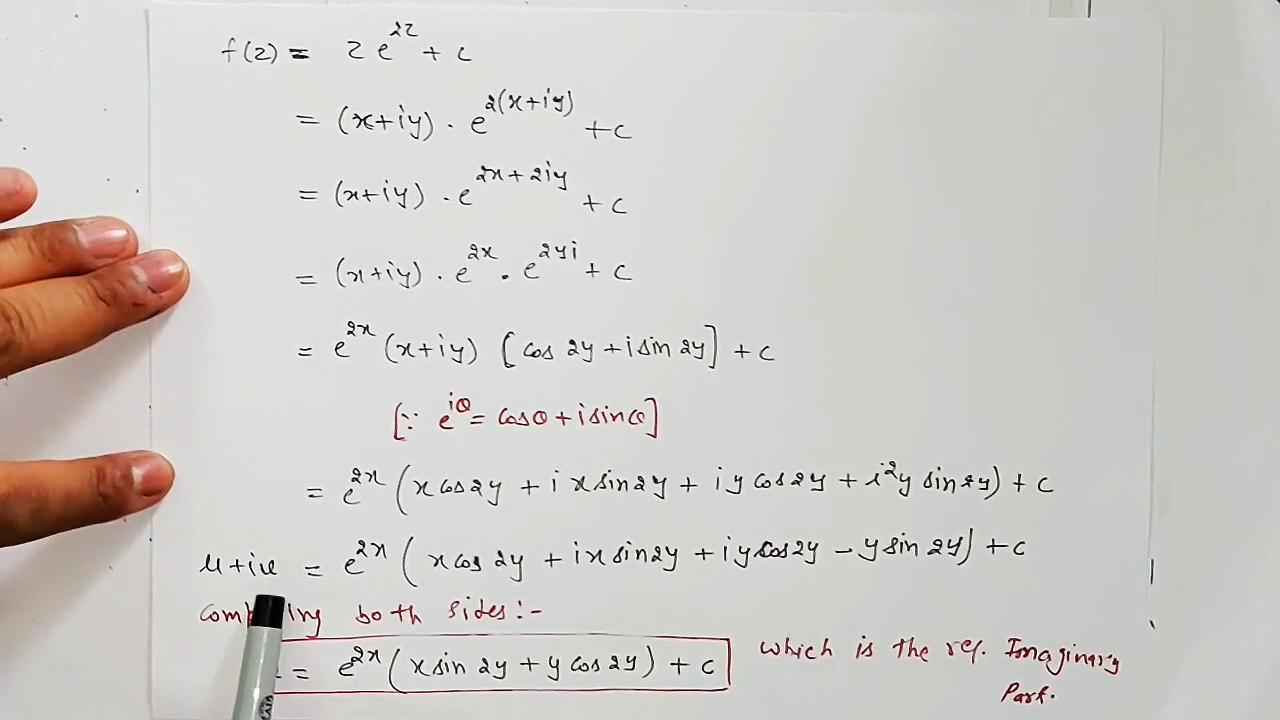 f(z) = z e^{2z} + c
= (x+iy) · e^{2(x+iy)} + c
= (x+iy) · e^{2x+2iy} + c
= (x+iy) · e^{2x} · e^{2yi} + c
= e^{2x} (x+iy) [cos 2y + i sin 2y] + c
[∵ e^{iθ} = cosθ + i sinθ]
= e^{2x} (x cos 2y + i x sin 2y + i y cos 2y + i² y sin 2y) + c
u+iv = e^{2x} (x cos 2y + ix sin 2y + iy cos 2y - y sin 2y) + c
both sides:-
= e^{2x} (x sin 2y + y cos 2y) + c
which is the req. Imaginary
Part.